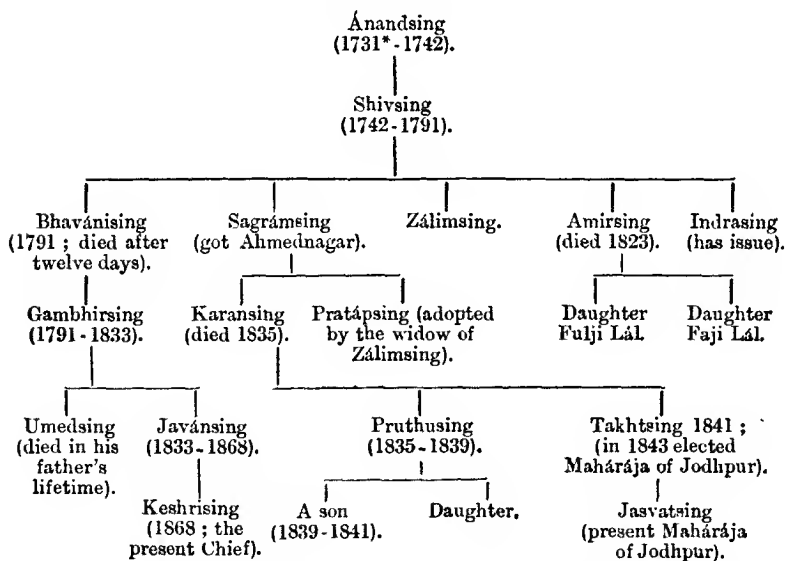 Ánandsing
(1731*-1742).
Shivsing
(1742-1791).
Bhavánising
(1791 ; died after
twelve days).
Sagrámsing
(got Ahmednagar).
Zálimsing.
Amirsing
(died 1823).
Indrasing
(has issue).
Gambhirsing
(1791-1833).
Karansing
(died 1835).
Pratápsing (adopted
by the widow of
Zálimsing).
Daughter
Fulji Lál.
Daughter
Faji Lál.
Umedsing
(died in his
father's
lifetime).
Javánsing
(1833-1868).
Pruthusing
(1835-1839).
Takhtsing 1841 ;
(in 1843 elected
Mahárája of Jodhpur).
Keshrising
(1868 ; the
present Chief).
A son
(1839-1841).
Daughter.
Jasvatsing
(present Mahárája
of Jodhpur).